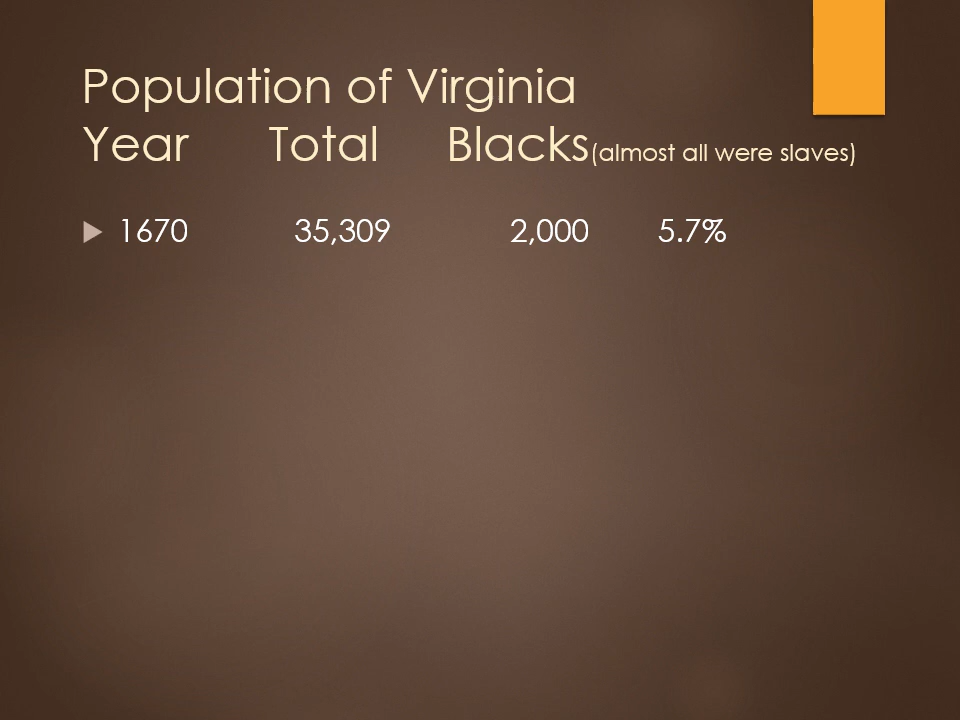 Population of Virginia
Year Total Blacks(almost all were slaves)
1670 35,309 2,000 5.7%